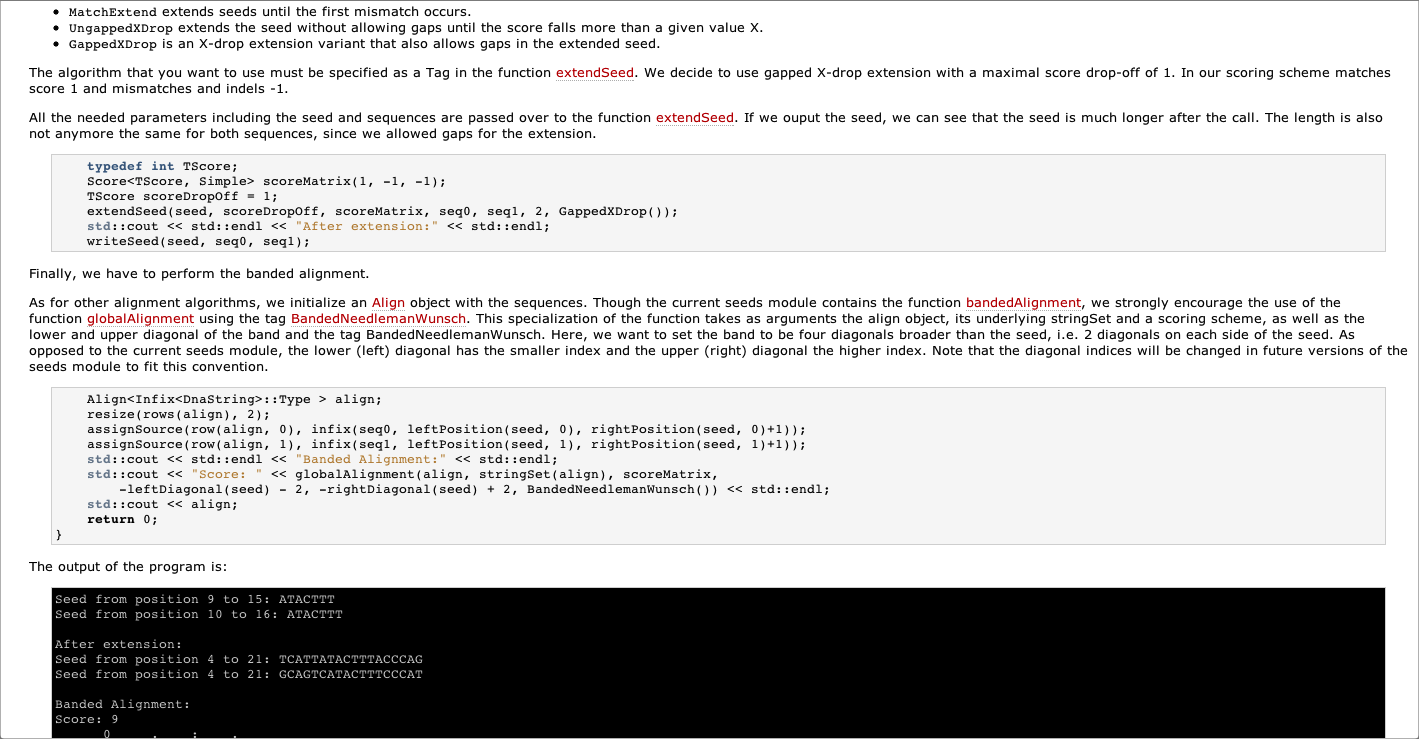 • MatchExtend extends seeds until the first mismatch occurs.
• UngappedXDrop extends the seed without allowing gaps until the score falls more than a given value X.
• GappedXDrop is an X-drop extension variant that also allows gaps in the extended seed.
The algorithm that you want to use must be specified as a Tag in the function extendSeed. We decide to use gapped X-drop extension with a maximal score drop-off of 1. In our scoring scheme matches
score 1 and mismatches and indels -1.
All the needed parameters including the seed and sequences are passed over to the function extendSeed. If we ouput the seed, we can see that the seed is much longer after the call. The length is also
not anymore the same for both sequences, since we allowed gaps for the extension.
typedef int TScore;
Score<TScore, Simple> scoreMatrix(1, -1, -1);
TScore scoreDropOff = 1;
extendSeed(seed, scoreDropOff, scoreMatrix, seq0, seq1, 2, GappedXDrop());
std::cout << std::endl << "After extension:" << std::endl;
writeSeed(seed, seq0, seq1);
Finally, we have to perform the banded alignment.
As for other alignment algorithms, we initialize an Align object with the sequences. Though the current seeds module contains the function bandedAlignment, we strongly encourage the use of the
function globalAlignment using the tag BandedNeedlemanWunsch. This specialization of the function takes as arguments the align object, its underlying stringSet and a scoring scheme, as well as the
lower and upper diagonal of the band and the tag BandedNeedlemanWunsch. Here, we want to set the band to be four diagonals broader than the seed, i.e. 2 diagonals on each side of the seed. As
opposed to the current seeds module, the lower (left) diagonal has the smaller index and the upper (right) diagonal the higher index. Note that the diagonal indices will be changed in future versions of the
seeds module to fit this convention.
Align<Infix<DnaString>::Type > align;
resize(rows(align), 2);
assignSource(row(align, 0), infix(seq0, leftPosition(seed, 0), rightPosition(seed, 0)+1));
assignSource(row(align, 1), infix(seq1, leftPosition(seed, 1), rightPosition(seed, 1)+1));
std::cout << std::endl << "Banded Alignment:" << std::endl;
std::cout << "Score: " << globalAlignment(align, stringSet(align), scoreMatrix,
-leftDiagonal(seed) - 2, -rightDiagonal(seed) + 2, BandedNeedlemanWunsch()) << std::endl;
std::cout << align;
return 0;
}
The output of the program is:
Seed from position 9 to 15: ATACTTT
Seed from position 10 to 16: ATACTTT
After extension:
Seed from position 4 to 21: TCATTATACTTTACCCAG
Seed from position 4 to 21: GCAGTCATACTTTCCCAT
Banded Alignment:
Score: 9
0 . : .